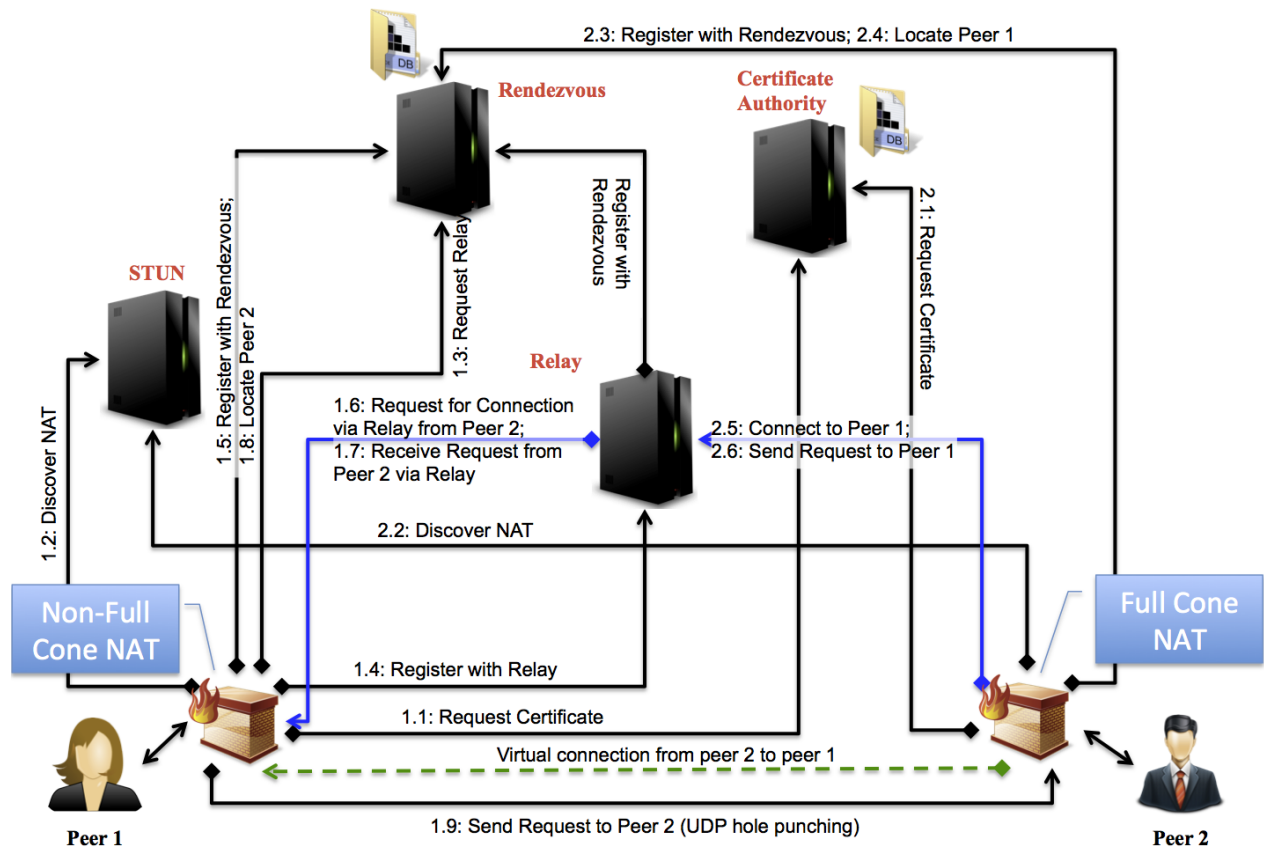 2.3: Register with Rendezvous; 2.4: Locate Peer 1
DB
Rendezvous
Certificate
Authority
DB
STUN
1.5: Register with Rendezvous;
1.8: Locate Peer 2
1.3: Request Relay
Register with
Rendezvous
2.1: Request Certificate
Relay
1.2: Discover NAT
1.6: Request for Connection
via Relay from Peer 2;
1.7: Receive Request from
Peer 2 via Relay
2.5: Connect to Peer 1;
2.6: Send Request to Peer 1
2.2: Discover NAT
Non-Full
Cone NAT
Full Cone
NAT
1.4: Register with Relay
1.1: Request Certificate
Virtual connection from peer 2 to peer 1
1.9: Send Request to Peer 2 (UDP hole punching)
Peer 1
Peer 2